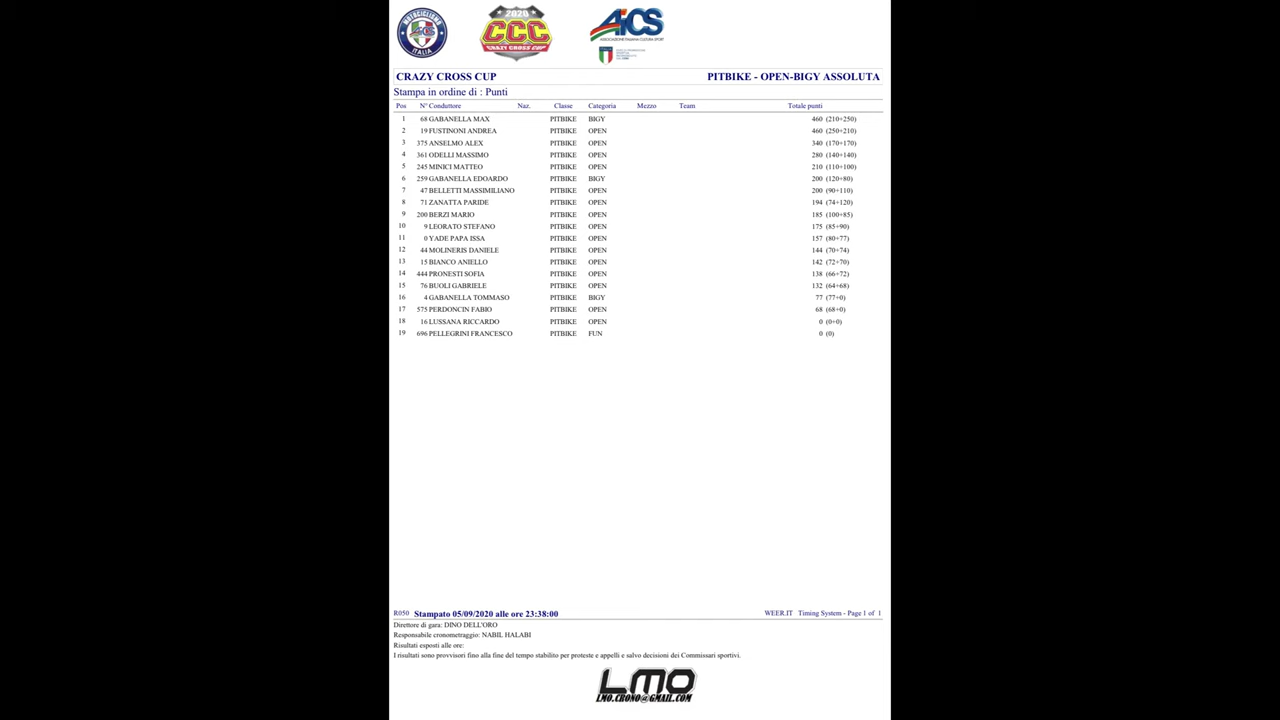 MOTOCICLISMO
ITALIA
2020
CCC
CRAZY CROSS CUP
AiCS
ASSOCIAZIONE ITALIANA CULTURA SPORT
CRAZY CROSS CUP PITBIKE - OPEN-BIGY ASSOLUTA
Stampa in ordine di : Punti
Pos N° Conduttore Naz. Classe Categoria Mezzo Team Totale punti
1 68 GABANELLA MAX PITBIKE BIGY 460 (210+250)
2 19 FUSTINONI ANDREA PITBIKE OPEN 460 (250+210)
3 375 ANSELMO ALEX PITBIKE OPEN 340 (170+170)
4 361 ODELLI MASSIMO PITBIKE OPEN 280 (140+140)
5 245 MINICI MATTEO PITBIKE OPEN 210 (110+100)
6 259 GABANELLA EDOARDO PITBIKE BIGY 200 (120+80)
7 47 BELLETTI MASSIMILIANO PITBIKE OPEN 200 (90+110)
8 71 ZANATTA PARIDE PITBIKE OPEN 194 (74+120)
9 200 BERZI MARIO PITBIKE OPEN 185 (100+85)
10 9 LEORATO STEFANO PITBIKE OPEN 175 (85+90)
11 0 YADE PAPA ISSA PITBIKE OPEN 157 (80+77)
12 44 MOLINERIS DANIELE PITBIKE OPEN 144 (70+74)
13 15 BIANCO ANIELLO PITBIKE OPEN 142 (72+70)
14 444 PRONESTI SOFIA PITBIKE OPEN 138 (66+72)
15 76 BUOLI GABRIELE PITBIKE OPEN 132 (64+68)
16 4 GABANELLA TOMMASO PITBIKE BIGY 77 (77+0)
17 575 PERDONCIN FABIO PITBIKE OPEN 68 (68+0)
18 16 LUSSANA RICCARDO PITBIKE OPEN 0 (0+0)
19 696 PELLEGRINI FRANCESCO PITBIKE FUN 0 (0)
R050 Stampato 05/09/2020 alle ore 23:38:00 WEER.IT Timing System - Page 1 of 1
Direttore di gara: DINO DELL'ORO
Responsabile cronometraggio: NABIL HALABI
Risultati esposti alle ore:
I risultati sono provvisori fino alla fine del tempo stabilito per proteste e appelli e salvo decisioni dei Commissari sportivi.
LMO
LMO.CRONO@GMAIL.COM